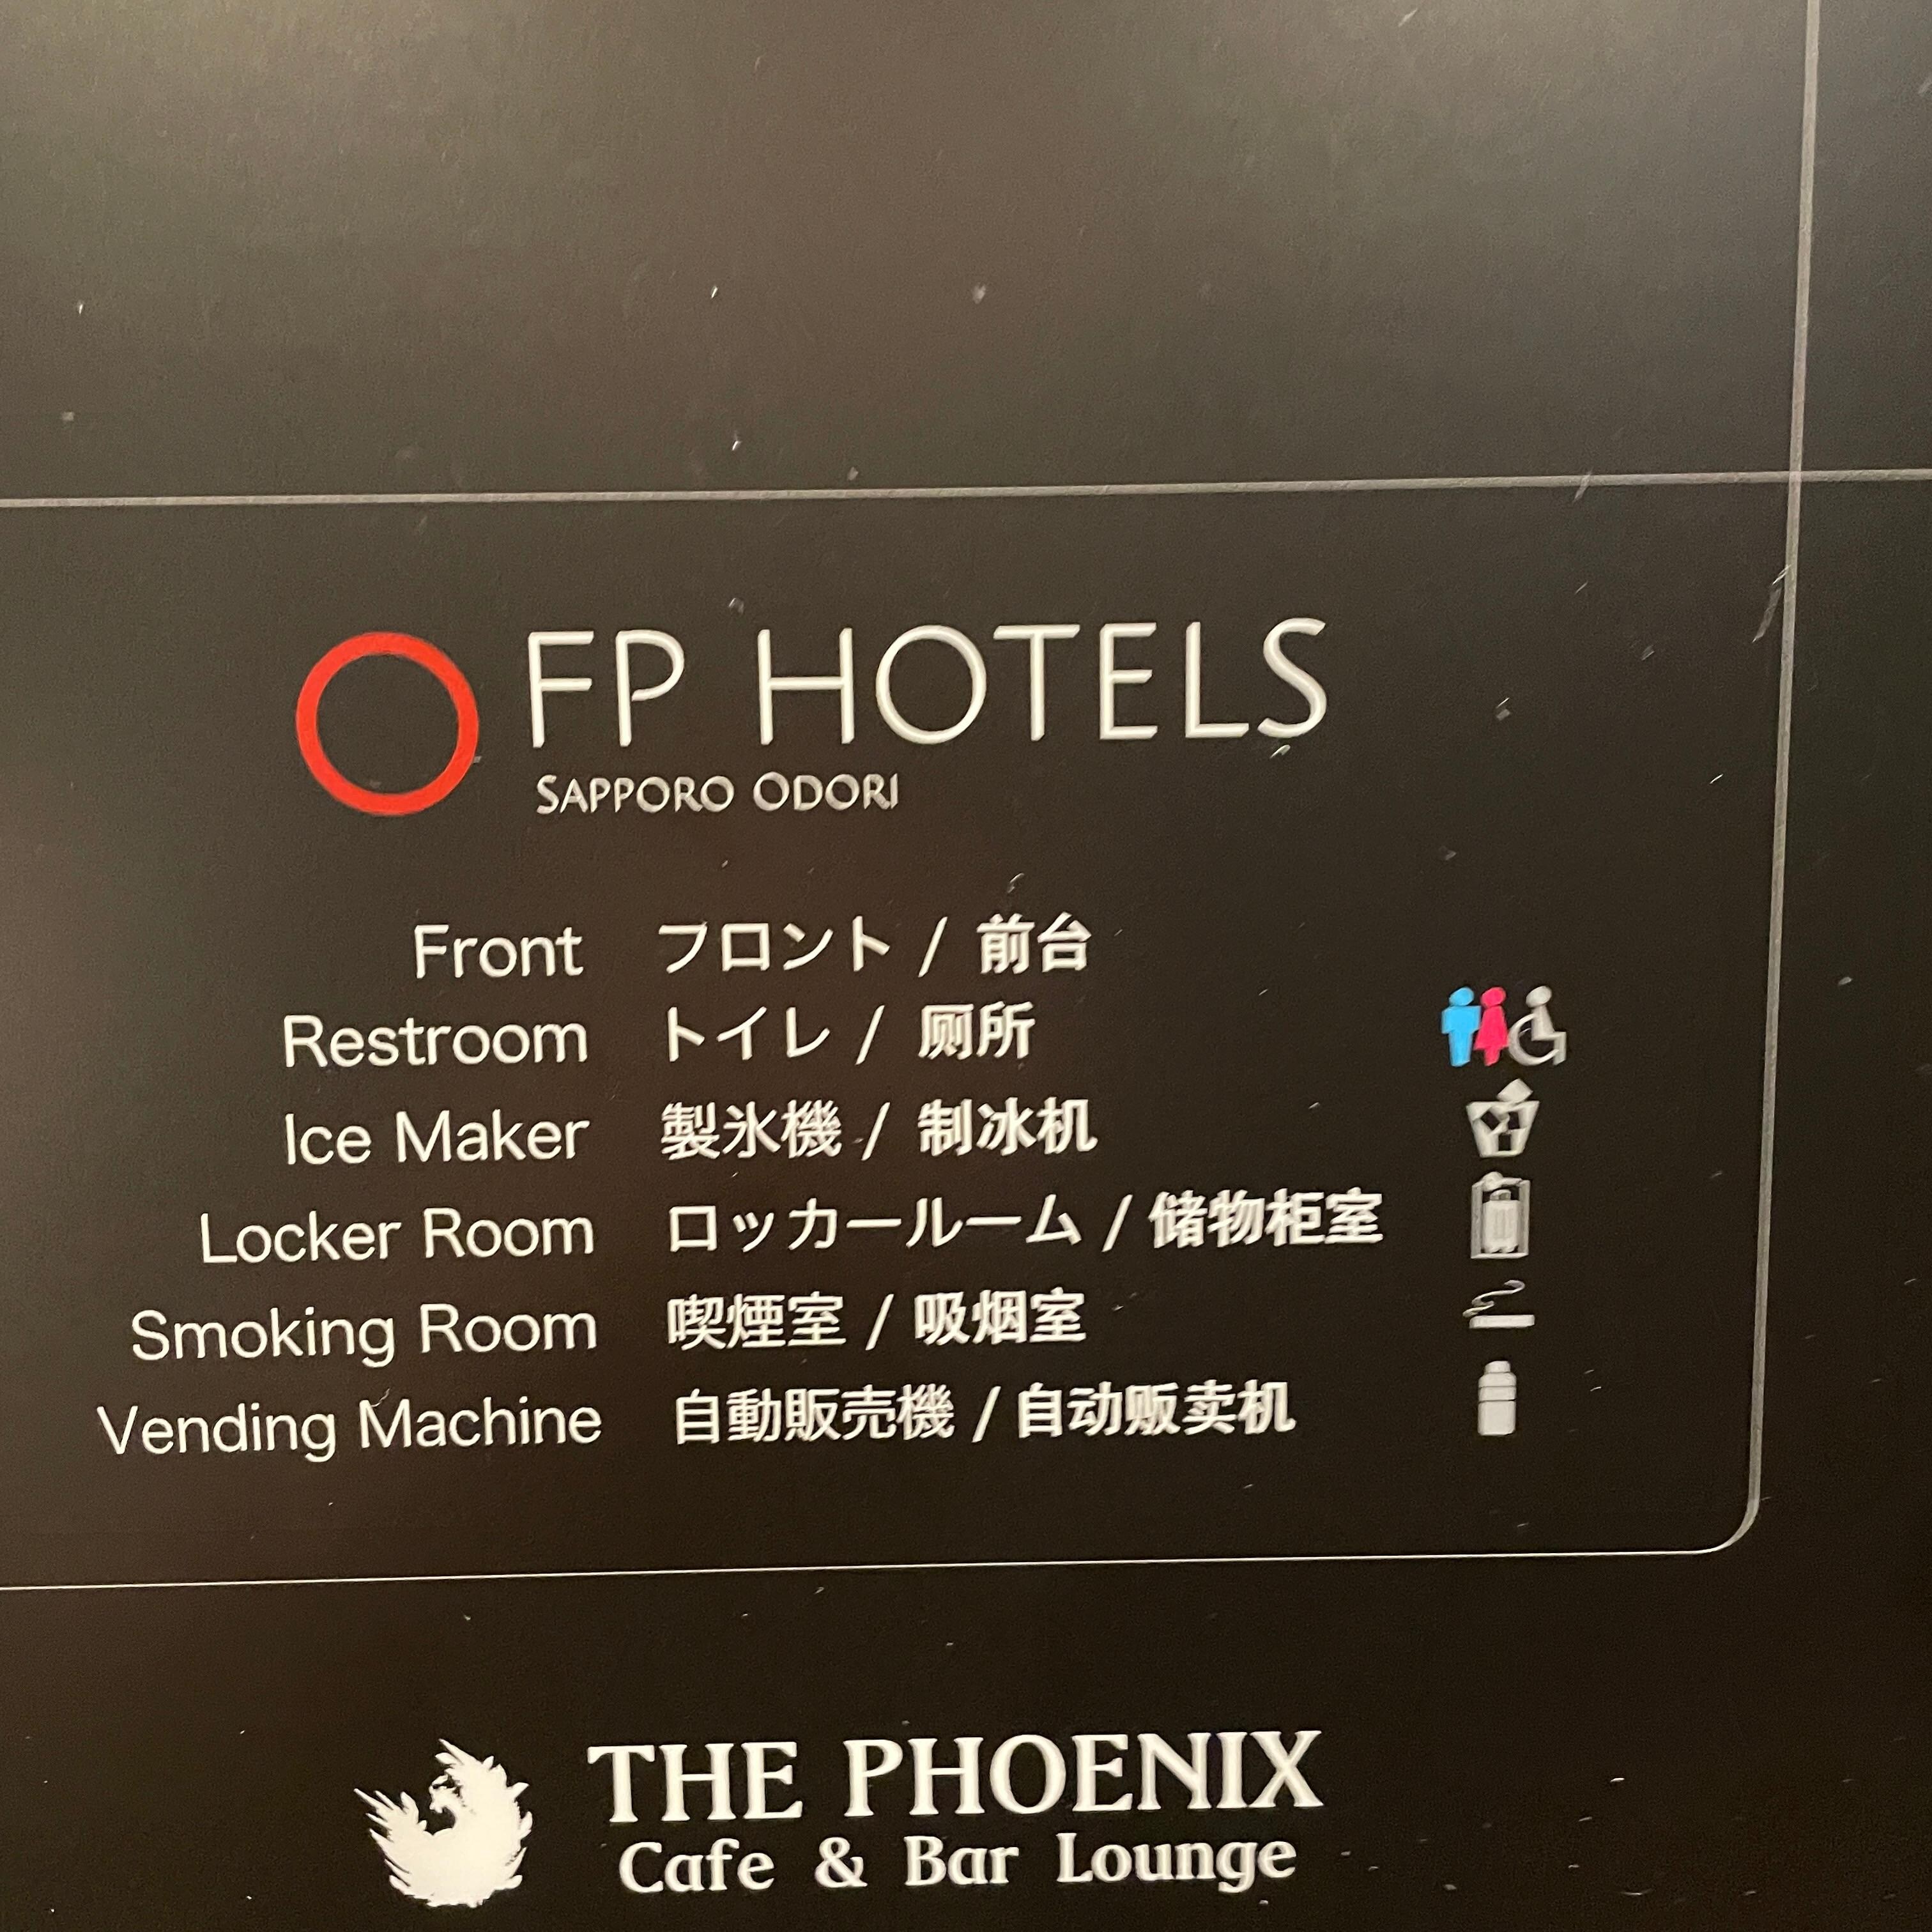 FP HOTELS
SAPPORO ODORI
Front フロント / 前台
Restroom トイレ / 厕所
Ice Maker 製氷機 / 制冰机
Locker Room ロッカールーム / 储物柜室
Smoking Room 喫煙室 / 吸烟室
Vending Machine 自動販売機 / 自动贩卖机
THE PHOENIX
Cafe & Bar Lounge